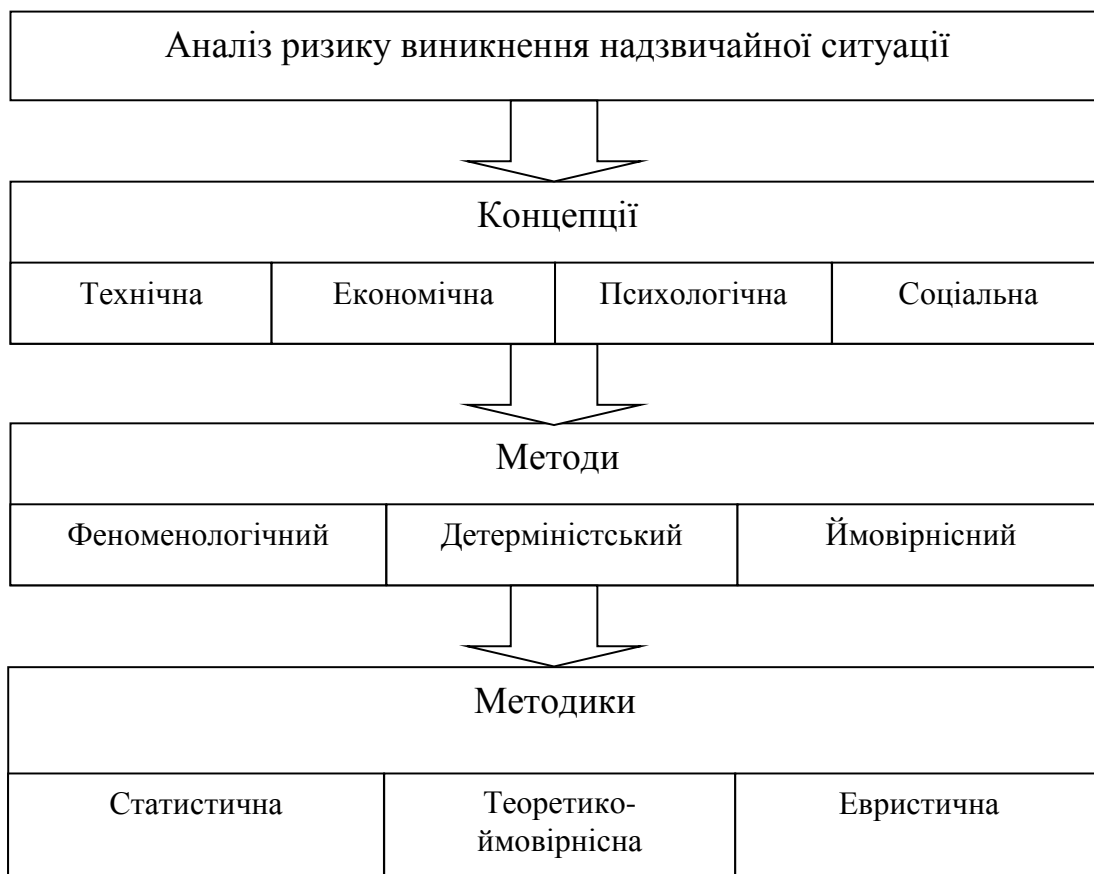 Аналіз ризику виникнення надзвичайної ситуації
Концепції
Технічна
Економічна
Психологічна
Соціальна
Методи
Феноменологічний
Детерміністський
Ймовірнісний
Методики
Статистична
Теоретико-
ймовірнісна
Евристична